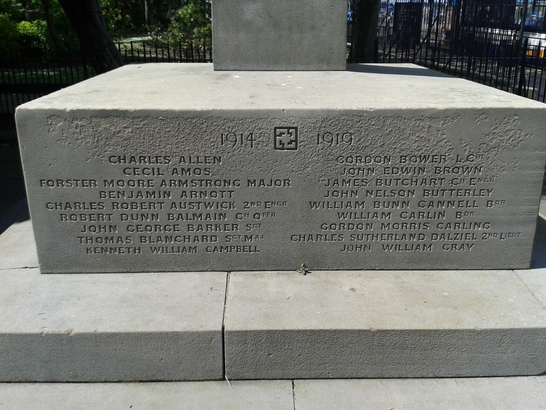 1914 1919
CHARLES ALLEN
CECIL AMOS
FORSTER MOORE ARMSTRONG MAJOR
BENJAMIN ARNOTT
CHARLES ROBERT AUSTWICK 2ND ENGR
ROBERT DUNN BALMAIN CH OFFR
JOHN GEORGE BARKER SGT
THOMAS BLANCHARD SGT MAJ
KENNETH WILLIAM CAMPBELL
GORDON BOWER L.CPL
JOHN EDWIN BROWN
JAMES BUTCHART CH ENGR
JOHN NELSON BUTTERLEY
WILLIAM BUNN CANNELL BDR
WILLIAM CARLIN BDR
GORDON MORRIS CARLING
CHARLES SUTHERLAND DALZIEL 2ND LIEUT
JOHN WILLIAM GRAY